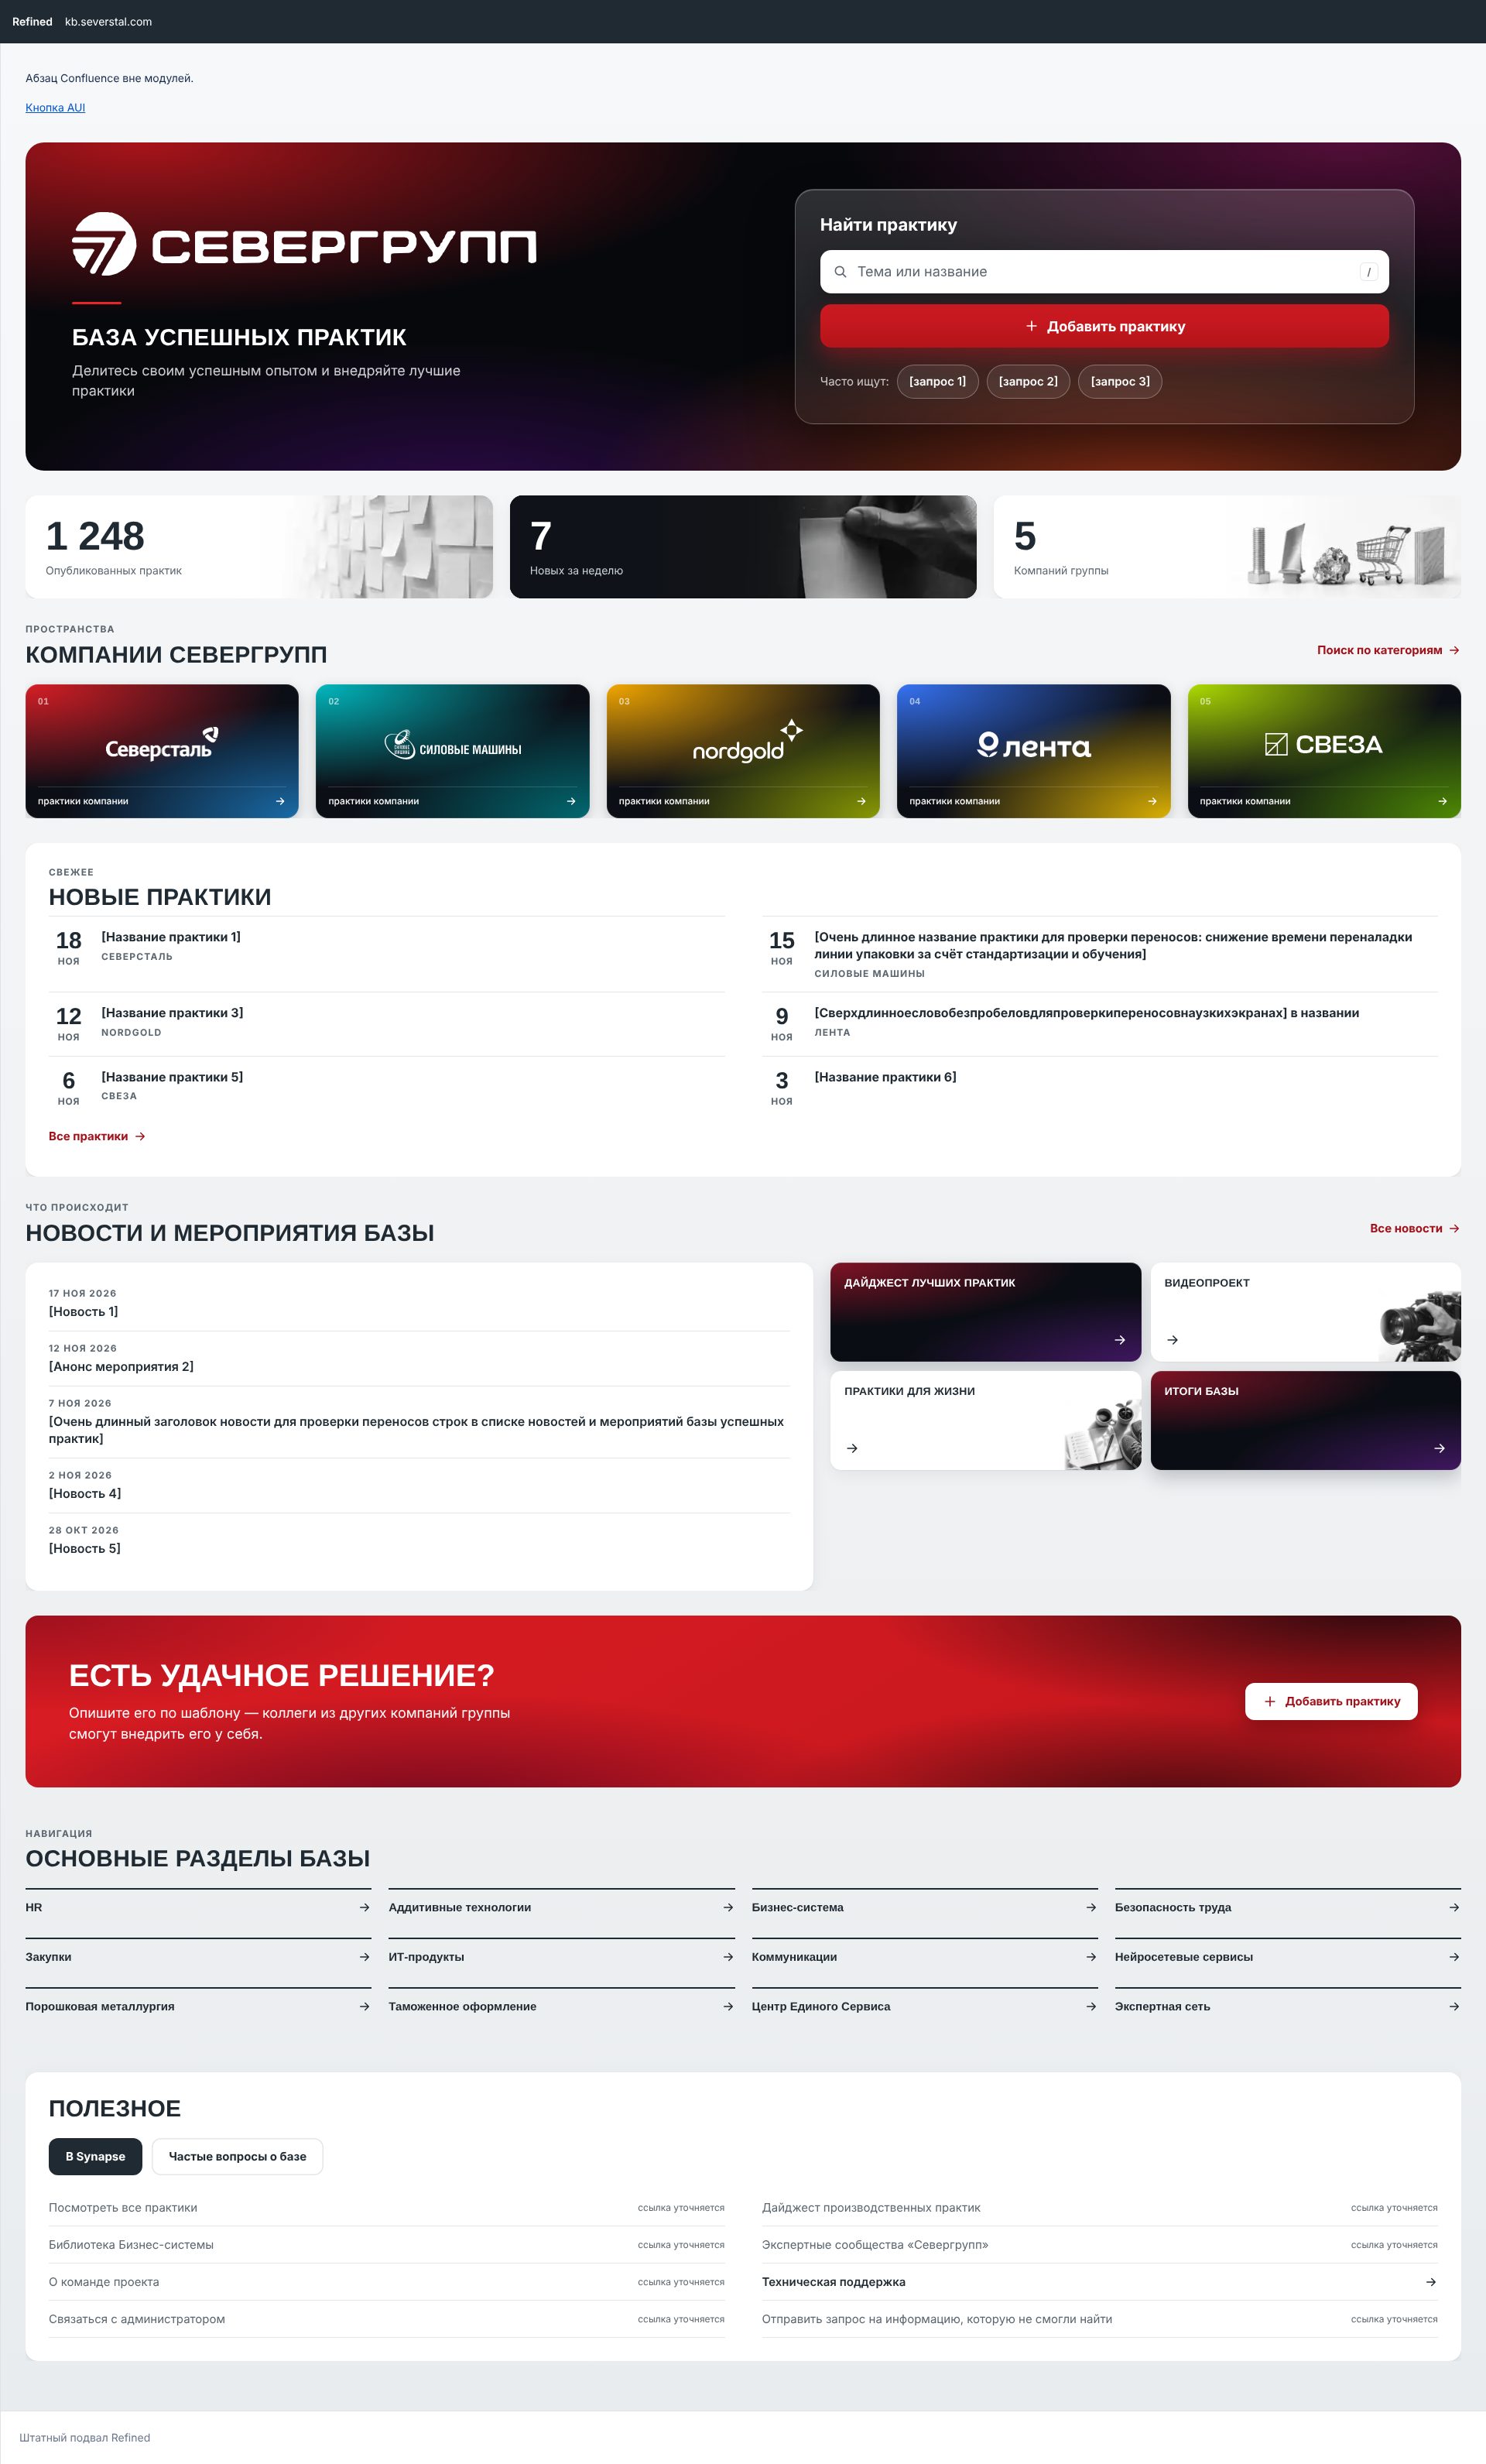 Refined kb.severstal.com
Абзац Confluence вне модулей.
Кнопка AUI
СЕВЕРГРУПП
БАЗА УСПЕШНЫХ ПРАКТИК
Делитесь своим успешным опытом и внедряйте лучшие
практики
Найти практику
Тема или название /
Добавить практику
Часто ищут: [запрос 1] [запрос 2] [запрос 3]
1 248
Опубликованных практик
7
Новых за неделю
5
Компаний группы
ПРОСТРАНСТВА
КОМПАНИИ СЕВЕРГРУПП
Поиск по категориям →
01
Северсталь
практики компании →
02
СИЛОВЫЕ МАШИНЫ
практики компании →
03
nordgold
практики компании →
04
лента
практики компании →
05
СВЕЗА
практики компании →
СВЕЖЕЕ
НОВЫЕ ПРАКТИКИ
18 НОЯ
[Название практики 1]
СЕВЕРСТАЛЬ
15 НОЯ
[Очень длинное название практики для проверки переносов: снижение времени переналадки
линии упаковки за счёт стандартизации и обучения]
СИЛОВЫЕ МАШИНЫ
12 НОЯ
[Название практики 3]
NORDGOLD
9 НОЯ
[Сверхдлинноесловобезпробеловдляпроверкипереносовнаузкихэкранах] в названии
ЛЕНТА
6 НОЯ
[Название практики 5]
СВЕЗА
3 НОЯ
[Название практики 6]
Все практики →
ЧТО ПРОИСХОДИТ
НОВОСТИ И МЕРОПРИЯТИЯ БАЗЫ
Все новости →
17 НОЯ 2026
[Новость 1]
12 НОЯ 2026
[Анонс мероприятия 2]
7 НОЯ 2026
[Очень длинный заголовок новости для проверки переносов строк в списке новостей и мероприятий базы успешных
практик]
2 НОЯ 2026
[Новость 4]
28 ОКТ 2026
[Новость 5]
ДАЙДЖЕСТ ЛУЧШИХ ПРАКТИК
→
ВИДЕОПРОЕКТ
→
ПРАКТИКИ ДЛЯ ЖИЗНИ
→
ИТОГИ БАЗЫ
→
ЕСТЬ УДАЧНОЕ РЕШЕНИЕ?
Опишите его по шаблону — коллеги из других компаний группы
смогут внедрить его у себя.
Добавить практику
НАВИГАЦИЯ
ОСНОВНЫЕ РАЗДЕЛЫ БАЗЫ
HR → Аддитивные технологии → Бизнес-система → Безопасность труда →
Закупки → ИТ-продукты → Коммуникации → Нейросетевые сервисы →
Порошковая металлургия → Таможенное оформление → Центр Единого Сервиса → Экспертная сеть →
ПОЛЕЗНОЕ
В Synapse Частые вопросы о базе
Посмотреть все практики ссылка уточняется
Дайджест производственных практик ссылка уточняется
Библиотека Бизнес-системы ссылка уточняется
Экспертные сообщества «Севергрупп» ссылка уточняется
О команде проекта ссылка уточняется
Техническая поддержка →
Связаться с администратором ссылка уточняется
Отправить запрос на информацию, которую не смогли найти ссылка уточняется
Штатный подвал Refined